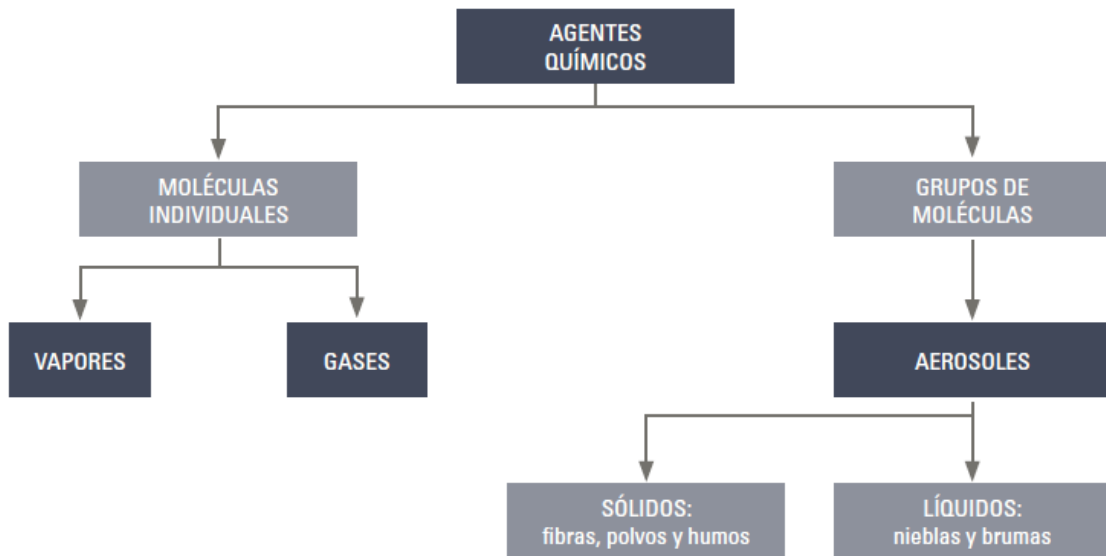 AGENTES
QUÍMICOS
MOLÉCULAS
INDIVIDUALES
GRUPOS DE
MOLÉCULAS
VAPORES
GASES
AEROSOLES
SÓLIDOS:
fibras, polvos y humos
LÍQUIDOS:
nieblas y brumas